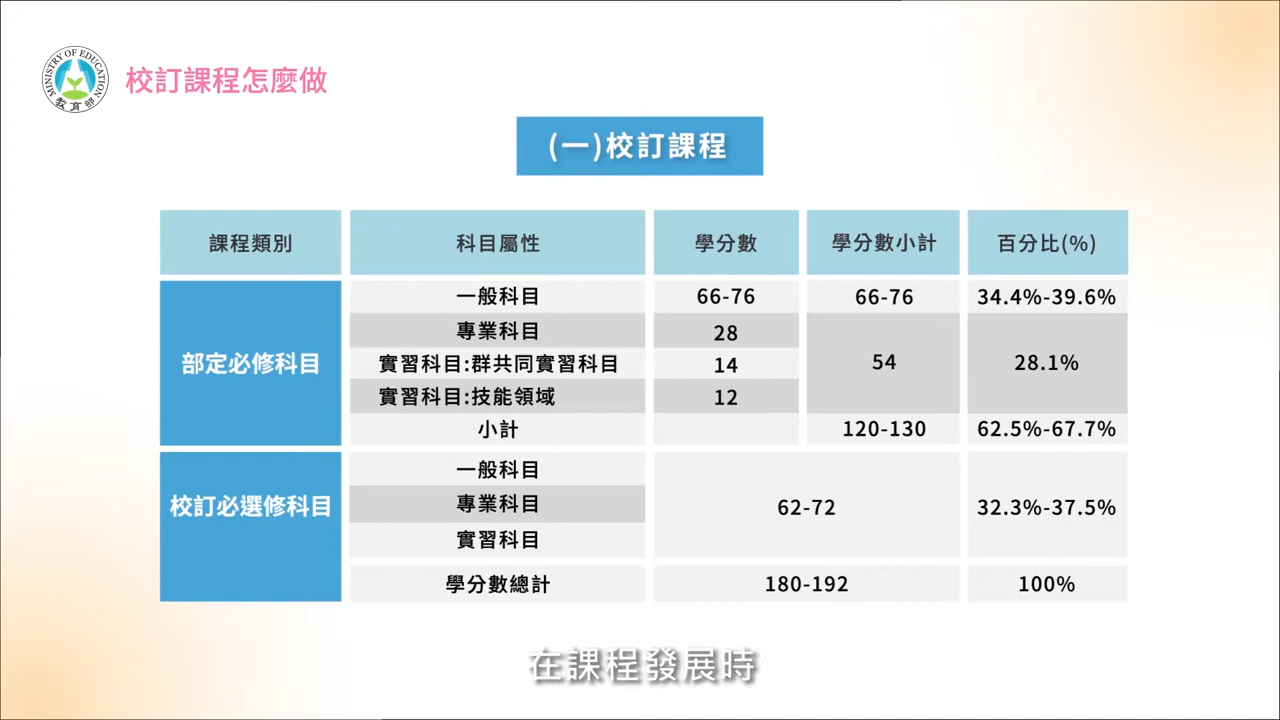 MINISTRY OF EDUCATION
教育部
校訂課程怎麼做
(一)校訂課程
課程類別 科目屬性 學分數 學分數小計 百分比(%)
部定必修科目
一般科目 66-76 66-76 34.4%-39.6%
專業科目 28
實習科目:群共同實習科目 14
54 28.1%
實習科目:技能領域 12
小計 120-130 62.5%-67.7%
校訂必選修科目
一般科目
專業科目
62-72 32.3%-37.5%
實習科目
學分數總計 180-192 100%
在課程發展時